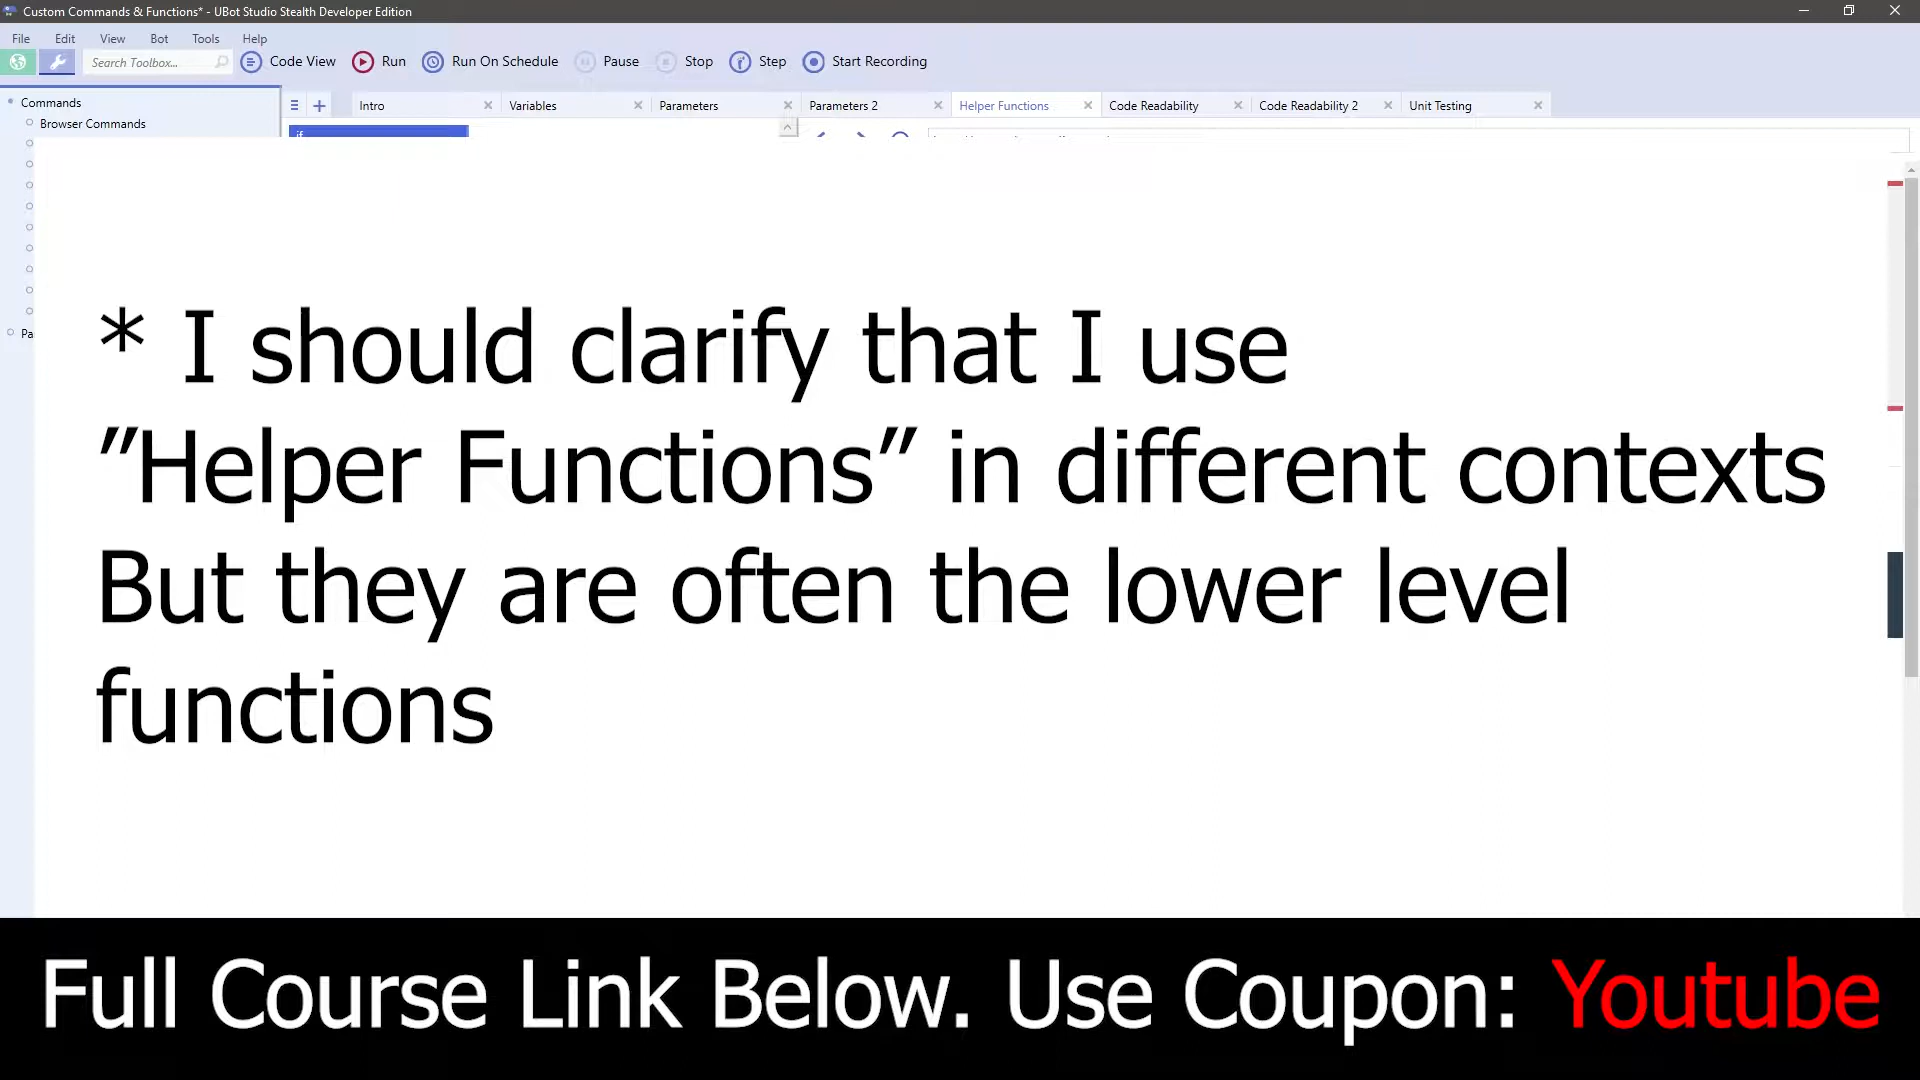 Custom Commands & Functions* - UBot Studio Stealth Developer Edition
File Edit View Bot Tools Help
Search Toolbox... Code View Run Run On Schedule Pause Stop Step Start Recording
Commands
Intro Variables Parameters Parameters 2 Helper Functions Code Readability Code Readability 2 Unit Testing
Browser Commands
if
Pa
* I should clarify that I use
"Helper Functions" in different contexts
But they are often the lower level
functions
Full Course Link Below. Use Coupon: Youtube